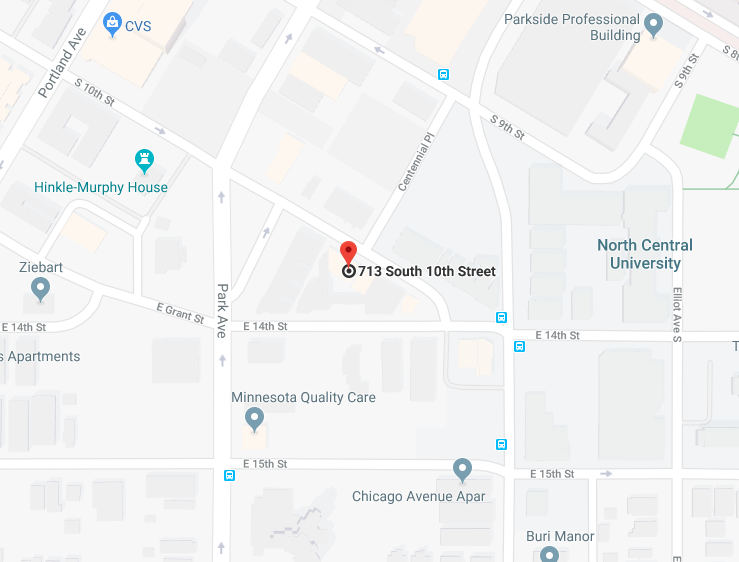 Parkside Professional
Building
CVS
Portland Ave
S 8t
S 9th St
S 10th St
S 9th St
Centennial Pl
Hinkle-Murphy House
North Central
University
Ziebart
713 South 10th Street
Elliot Ave S
Park Ave
E Grant St
E 14th St
E 14th St
E 14th St
T
s Apartments
Minnesota Quality Care
E 15th St
E 15th St
Chicago Avenue Apar
Buri Manor
E